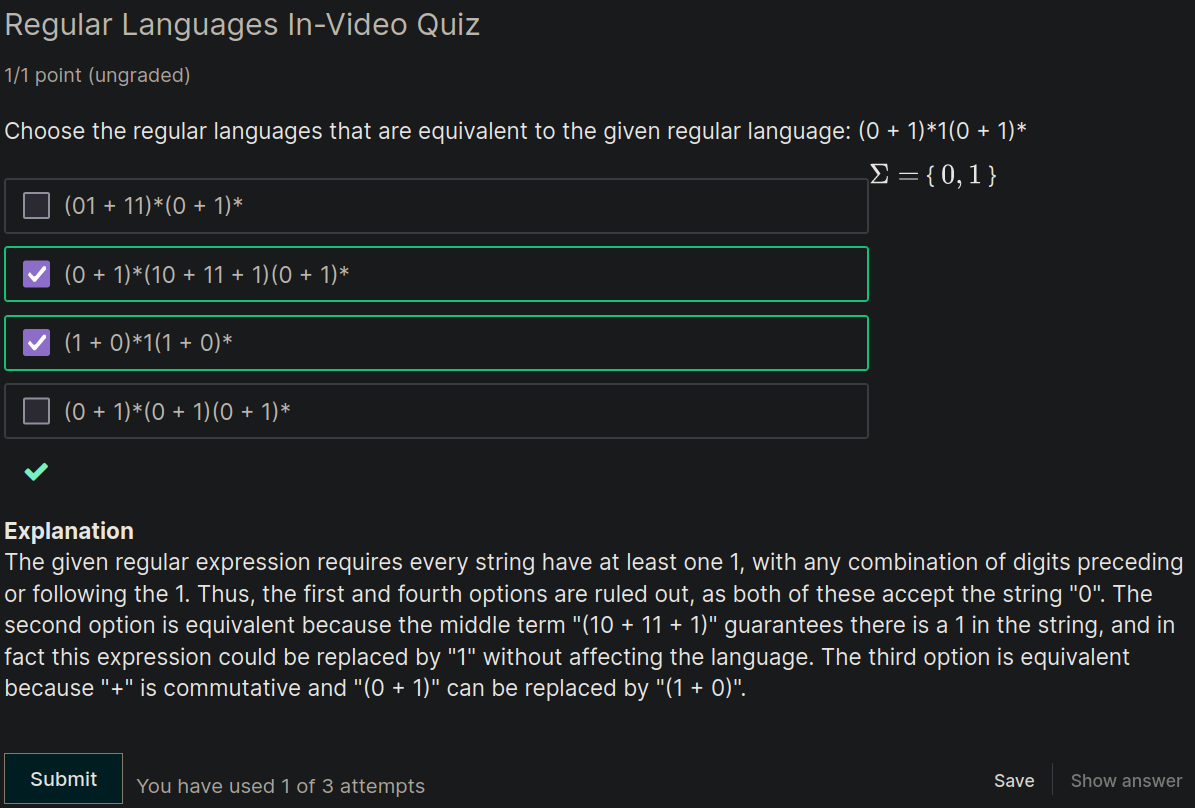 Regular Languages In-Video Quiz
1/1 point (ungraded)
Choose the regular languages that are equivalent to the given regular language: (0 + 1)*1(0 + 1)*
Σ = { 0, 1 }
(01 + 11)*(0 + 1)*
(0 + 1)*(10 + 11 + 1)(0 + 1)*
(1 + 0)*1(1 + 0)*
(0 + 1)*(0 + 1)(0 + 1)*
Explanation
The given regular expression requires every string have at least one 1, with any combination of digits preceding
or following the 1. Thus, the first and fourth options are ruled out, as both of these accept the string "0". The
second option is equivalent because the middle term "(10 + 11 + 1)" guarantees there is a 1 in the string, and in
fact this expression could be replaced by "1" without affecting the language. The third option is equivalent
because "+" is commutative and "(0 + 1)" can be replaced by "(1 + 0)".
Submit
You have used 1 of 3 attempts
Save
Show answer